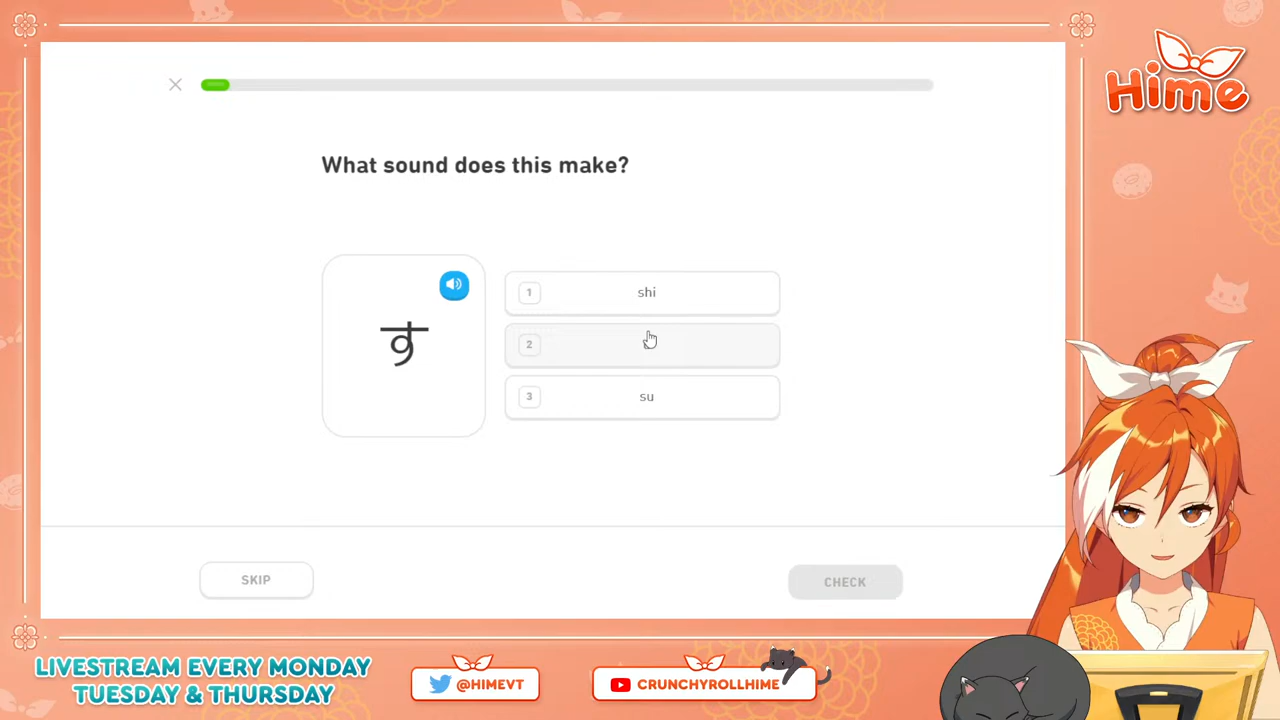 Hime
What sound does this make?
す
1 shi
2
3 su
SKIP
CHECK
LIVESTREAM EVERY MONDAY
TUESDAY & THURSDAY
@HIMEVT
CRUNCHYROLLHIME